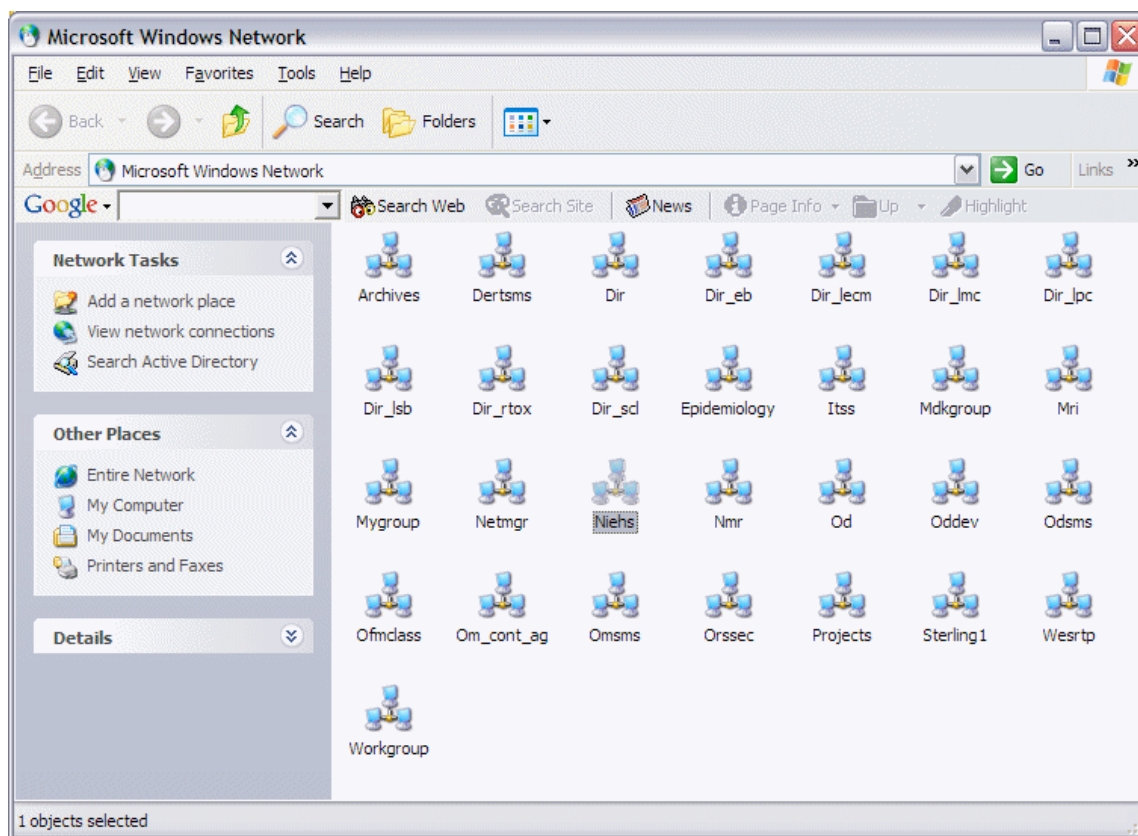 Microsoft Windows Network
File Edit View Favorites Tools Help
Back Search Folders
Address Microsoft Windows Network Go Links »
Google Search Web Search Site News Page Info Up Highlight
Network Tasks
Add a network place
View network connections
Search Active Directory
Other Places
Entire Network
My Computer
My Documents
Printers and Faxes
Details
Archives Dertsms Dir Dir_eb Dir_lecm Dir_lmc Dir_lpc
Dir_lsb Dir_rtox Dir_scl Epidemiology Itss Mdkgroup Mri
Mygroup Netmgr Niehs Nmr Od Oddev Odsms
Ofmclass Om_cont_ag Omsms Orssec Projects Sterling1 Wesrtp
Workgroup
1 objects selected